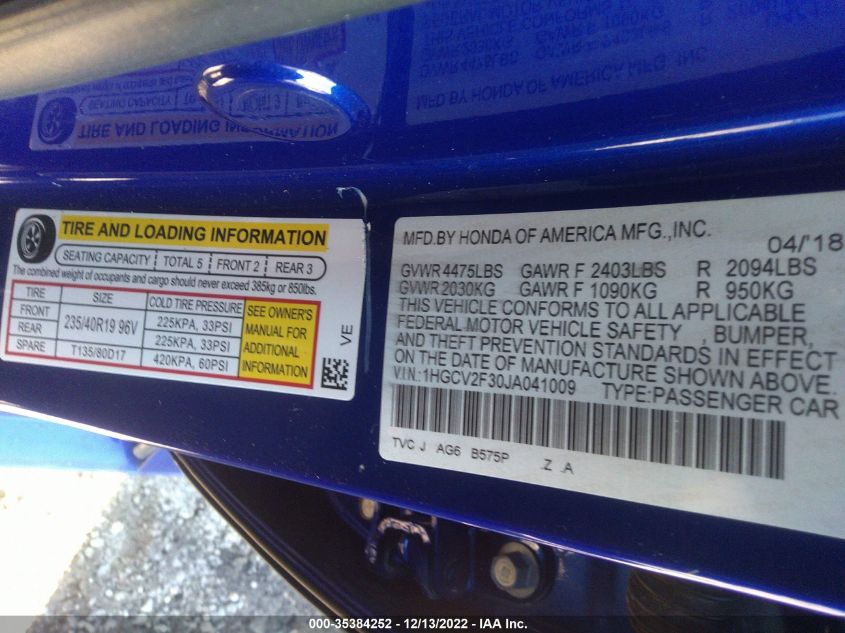 TIRE AND LOADING INFORMATION
SEATING CAPACITY TOTAL 5 FRONT 2 REAR 3
The combined weight of occupants and cargo should never exceed 385kg or 850lbs.
TIRE SIZE COLD TIRE PRESSURE
FRONT 235/40R19 96V 225KPA, 33PSI
REAR 225KPA, 33PSI
SPARE T135/80D17 420KPA, 60PSI
SEE OWNER'S
MANUAL FOR
ADDITIONAL
INFORMATION
VE
MFD.BY HONDA OF AMERICA MFG.,INC. 04/'18
GVWR 4475LBS GAWR F 2403LBS R 2094LBS
GVWR 2030KG GAWR F 1090KG R 950KG
THIS VEHICLE CONFORMS TO ALL APPLICABLE
FEDERAL MOTOR VEHICLE SAFETY , BUMPER,
AND THEFT PREVENTION STANDARDS IN EFFECT
ON THE DATE OF MANUFACTURE SHOWN ABOVE.
V.I.N.: 1HGCV2F30JA041009 TYPE:PASSENGER CAR
TVC J AG6 B575P .Z .A
000-35384252 - 12/13/2022 - IAA Inc.